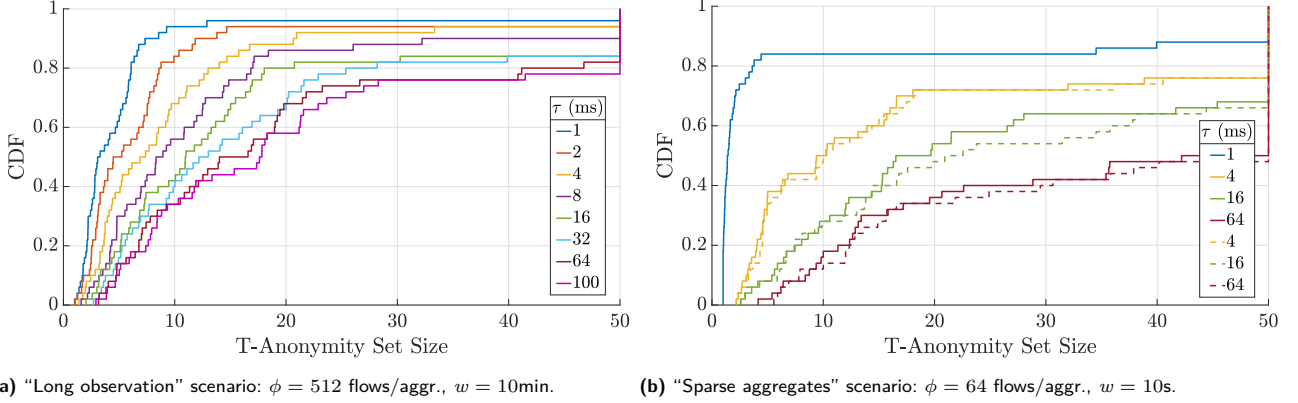 1
0.8
0.6
0.4
0.2
0
CDF
0 10 20 30 40 50
T-Anonymity Set Size
τ (ms)
1
2
4
8
16
32
64
100
a) “Long observation” scenario: ϕ = 512 flows/aggr., w = 10min.
1
0.8
0.6
0.4
0.2
0
CDF
0 10 20 30 40 50
T-Anonymity Set Size
τ (ms)
1
4
16
64
4
16
64
(b) “Sparse aggregates” scenario: ϕ = 64 flows/aggr., w = 10s.